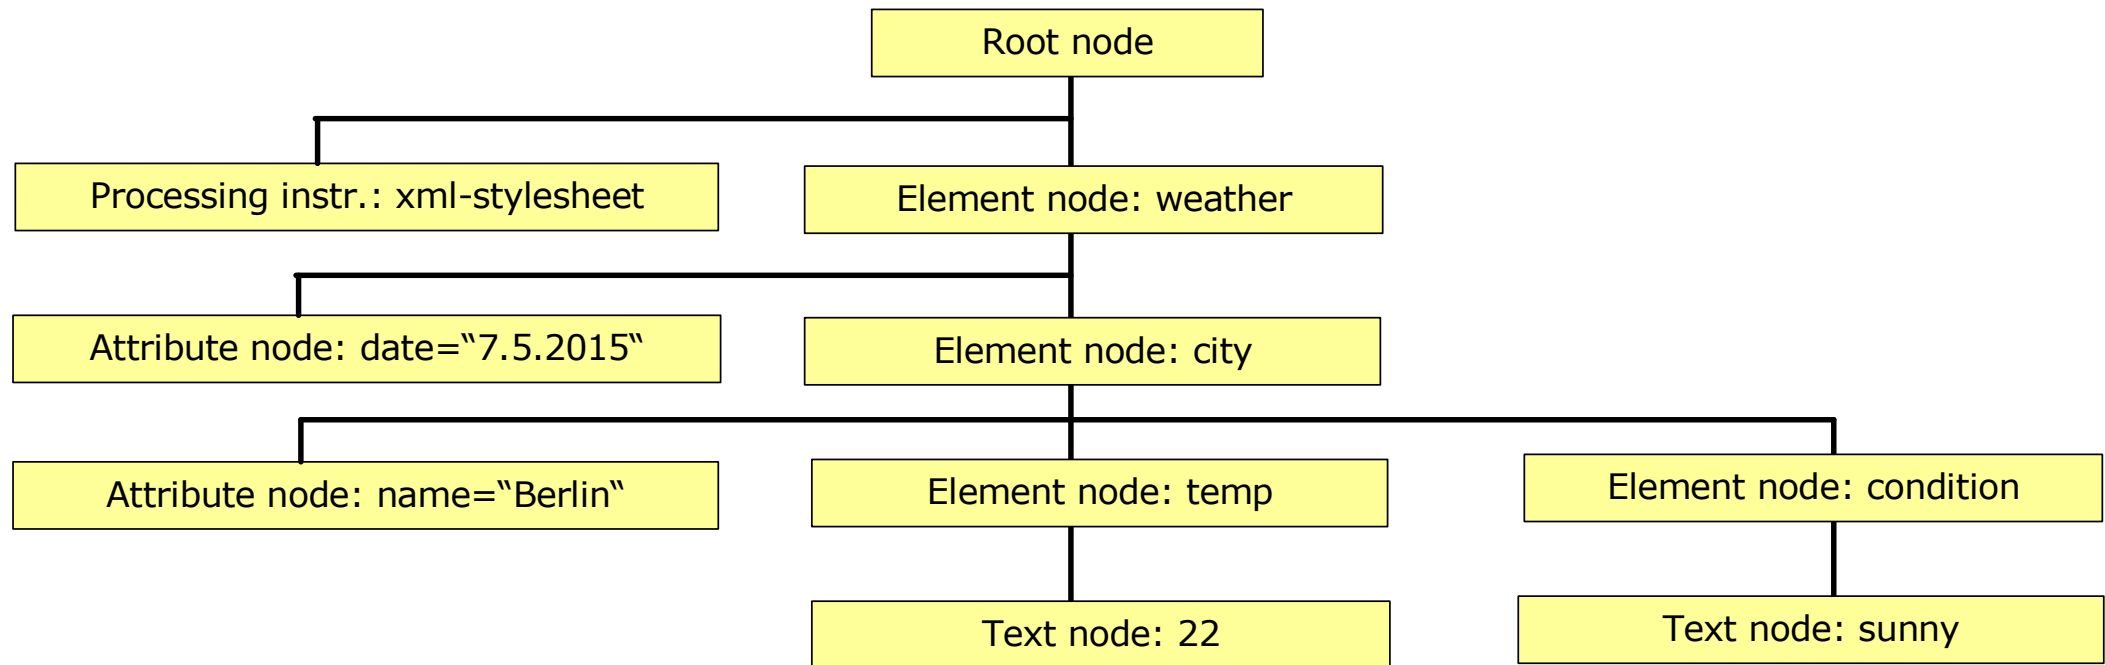 Root node
Processing instr.: xml-stylesheet
Element node: weather
Attribute node: date=“7.5.2015“
Element node: city
Attribute node: name=“Berlin“
Element node: temp
Element node: condition
Text node: 22
Text node: sunny